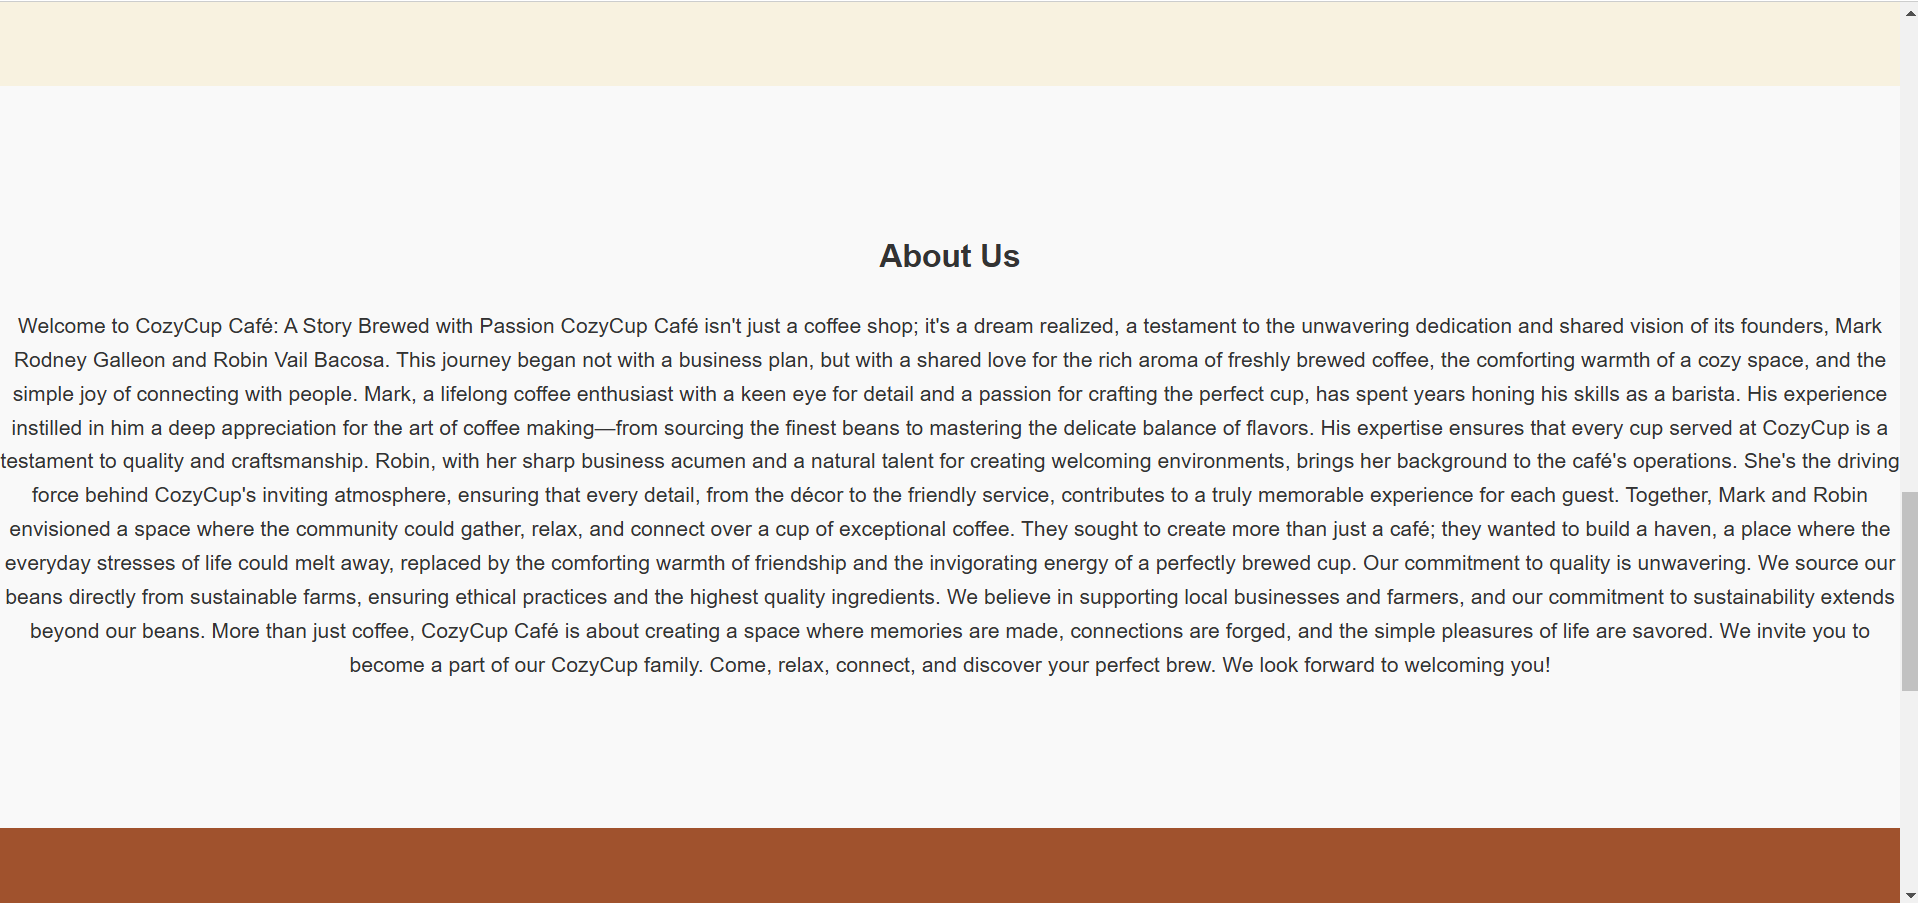 About Us
Welcome to CozyCup Café: A Story Brewed with Passion CozyCup Café isn't just a coffee shop; it's a dream realized, a testament to the unwavering dedication and shared vision of its founders, Mark
Rodney Galleon and Robin Vail Bacosa. This journey began not with a business plan, but with a shared love for the rich aroma of freshly brewed coffee, the comforting warmth of a cozy space, and the
simple joy of connecting with people. Mark, a lifelong coffee enthusiast with a keen eye for detail and a passion for crafting the perfect cup, has spent years honing his skills as a barista. His experience
instilled in him a deep appreciation for the art of coffee making—from sourcing the finest beans to mastering the delicate balance of flavors. His expertise ensures that every cup served at CozyCup is a
testament to quality and craftsmanship. Robin, with her sharp business acumen and a natural talent for creating welcoming environments, brings her background to the café's operations. She's the driving
force behind CozyCup's inviting atmosphere, ensuring that every detail, from the décor to the friendly service, contributes to a truly memorable experience for each guest. Together, Mark and Robin
envisioned a space where the community could gather, relax, and connect over a cup of exceptional coffee. They sought to create more than just a café; they wanted to build a haven, a place where the
everyday stresses of life could melt away, replaced by the comforting warmth of friendship and the invigorating energy of a perfectly brewed cup. Our commitment to quality is unwavering. We source our
beans directly from sustainable farms, ensuring ethical practices and the highest quality ingredients. We believe in supporting local businesses and farmers, and our commitment to sustainability extends
beyond our beans. More than just coffee, CozyCup Café is about creating a space where memories are made, connections are forged, and the simple pleasures of life are savored. We invite you to
become a part of our CozyCup family. Come, relax, connect, and discover your perfect brew. We look forward to welcoming you!